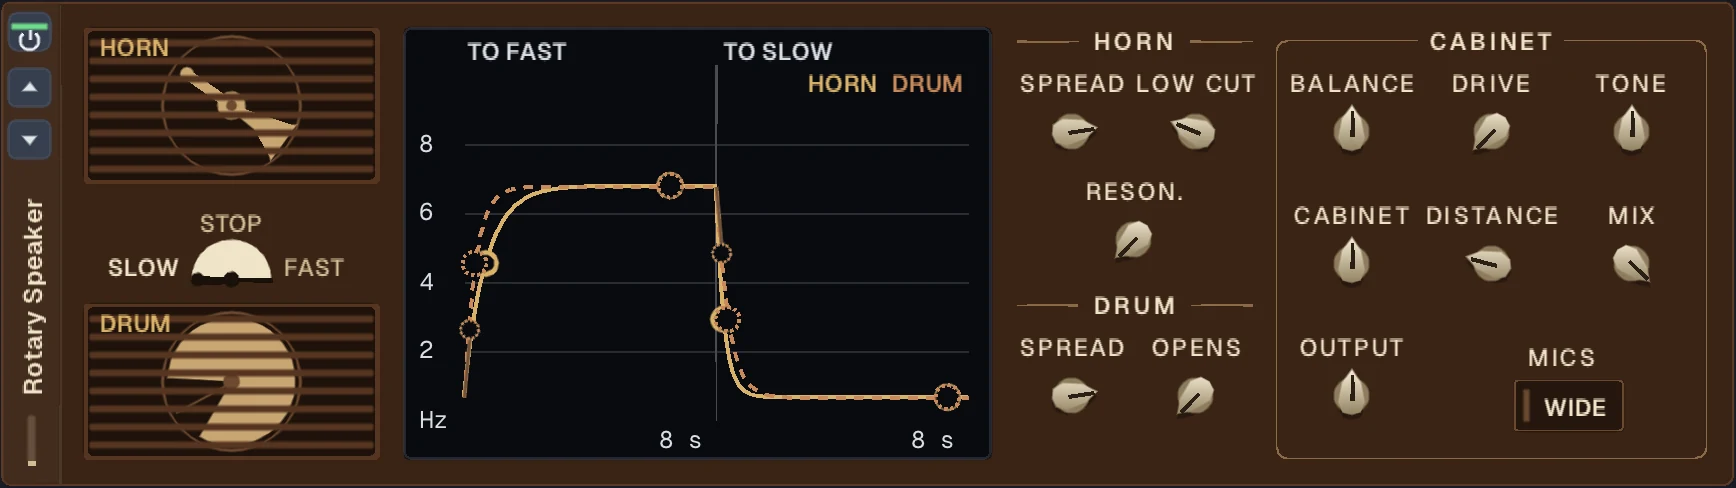 Rotary Speaker
HORN
STOP
SLOW FAST
DRUM
TO FAST TO SLOW
HORN DRUM
8
6
4
2
Hz
8 s 8 s
HORN
SPREAD LOW CUT
RESON.
DRUM
SPREAD OPENS
CABINET
BALANCE DRIVE TONE
CABINET DISTANCE MIX
OUTPUT
MICS
WIDE